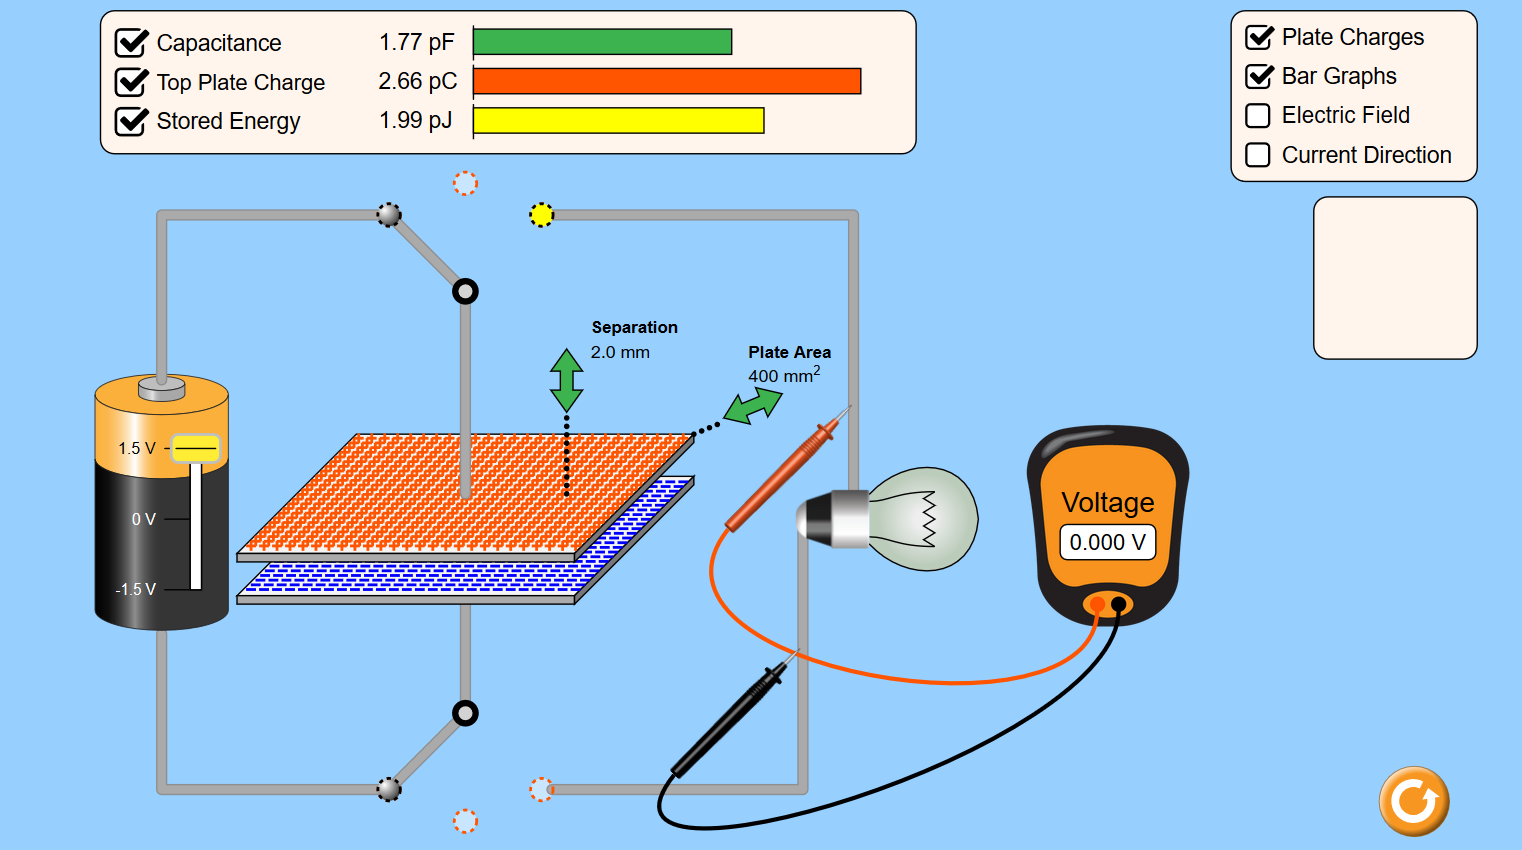 Capacitance 1.77 pF
Top Plate Charge 2.66 pC
Stored Energy 1.99 pJ
Plate Charges
Bar Graphs
Electric Field
Current Direction
Separation
2.0 mm
Plate Area
400 mm²
1.5 V
0 V
-1.5 V
Voltage
0.000 V